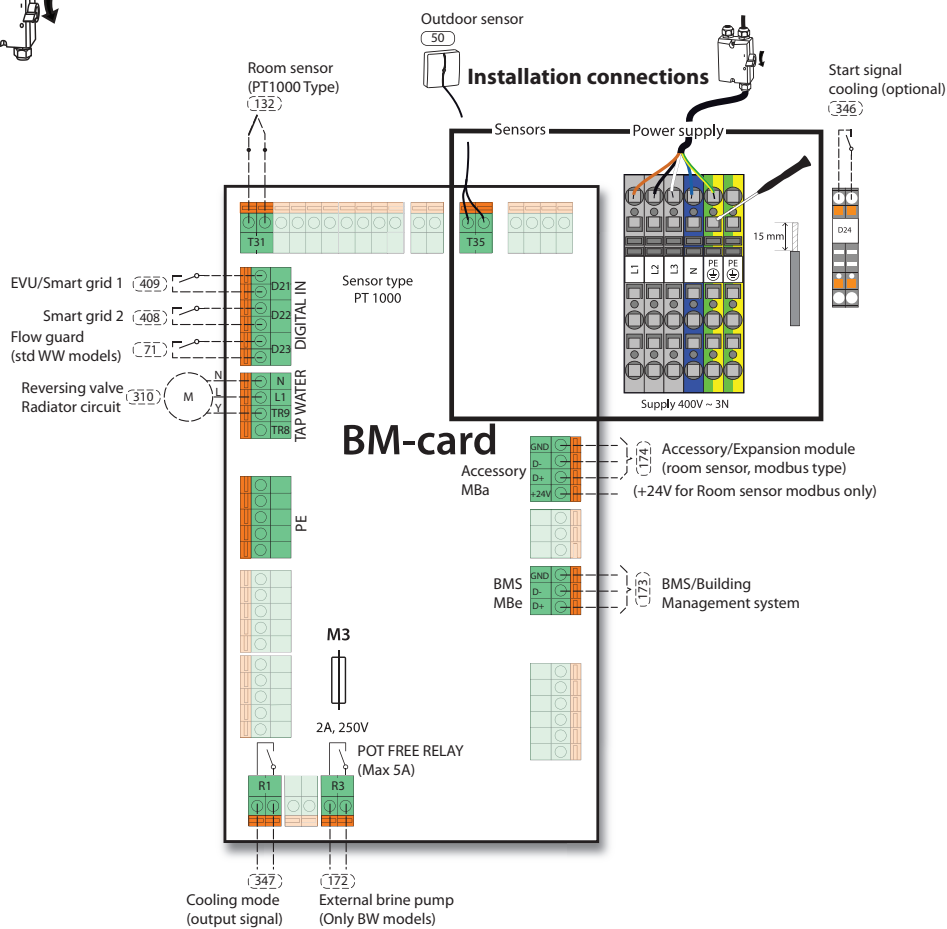 Outdoor sensor
50
Installation connections
Room sensor
(PT1000 Type)
132
Start signal
cooling (optional)
346
Sensors
Power supply
T31
T35
D24
15 mm
Sensor type
PT 1000
L1
L2
L3
N
PE
PE
Supply 400V ~ 3N
EVU/Smart grid 1
409
D21
Smart grid 2
408
D22
Flow guard
(std WW models)
71
D23
DIGITAL IN
Reversing valve
Radiator circuit
310
M
N
L
Y
N
L1
TR9
TR8
TAP WATER
BM-card
Accessory
MBa
GND
D-
D+
+24V
174
Accessory/Expansion module
(room sensor, modbus type)
(+24V for Room sensor modbus only)
PE
BMS
MBe
GND
D-
D+
173
BMS/Building
Management system
M3
2A, 250V
POT FREE RELAY
(Max 5A)
R1
R3
347
Cooling mode
(output signal)
172
External brine pump
(Only BW models)